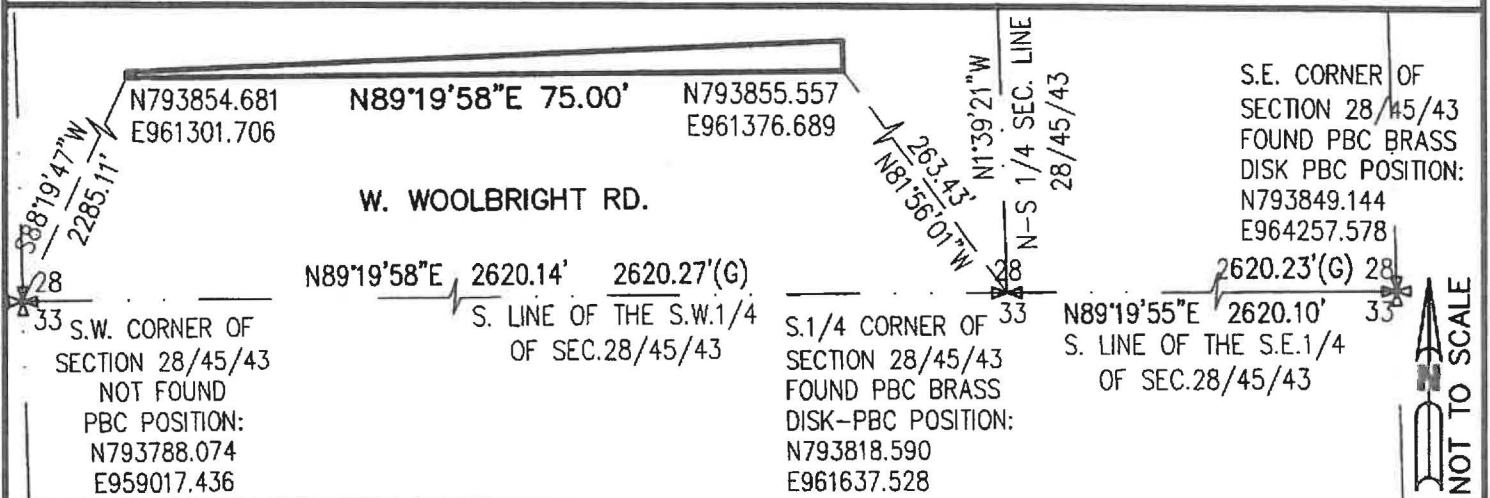 N793854.681
E961301.706
N89°19'58"E 75.00'
N793855.557
E961376.689
S88°19'47"W
2285.11'
263.43'
N81°56'01"W
N1°39'21"W
N-S 1/4 SEC. LINE
28/45/43
S.E. CORNER OF
SECTION 28/45/43
FOUND PBC BRASS
DISK PBC POSITION:
N793849.144
E964257.578
W. WOOLBRIGHT RD.
28
33
N89°19'58"E 2620.14' 2620.27'(G)
S. LINE OF THE S.W.1/4
OF SEC.28/45/43
S.W. CORNER OF
SECTION 28/45/43
NOT FOUND
PBC POSITION:
N793788.074
E959017.436
28
33
S.1/4 CORNER OF
SECTION 28/45/43
FOUND PBC BRASS
DISK-PBC POSITION:
N793818.590
E961637.528
2620.23'(G)
N89°19'55"E 2620.10'
S. LINE OF THE S.E.1/4
OF SEC.28/45/43
28
33
N
NOT TO SCALE